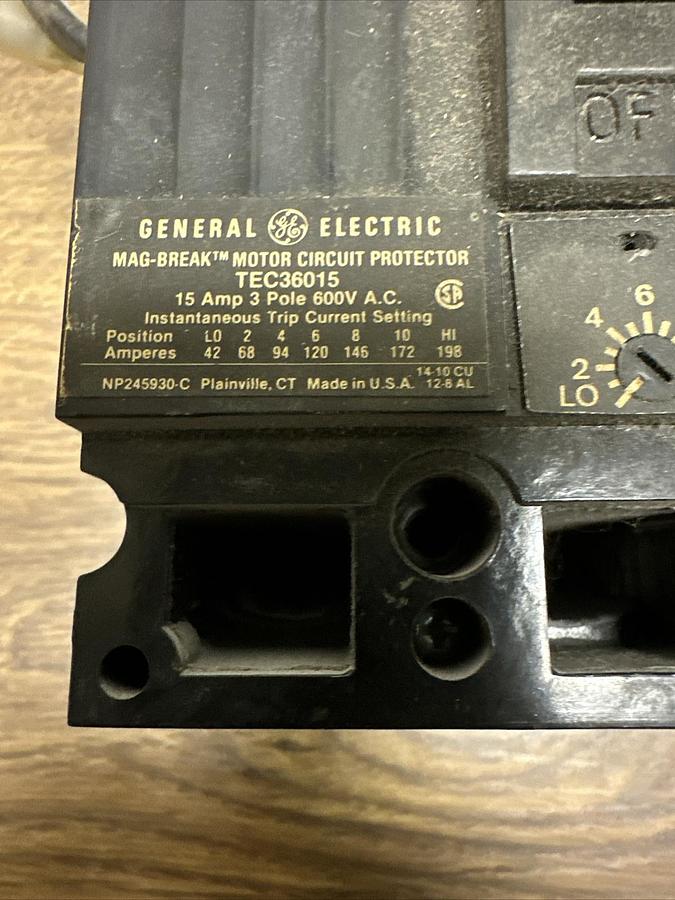 GENERAL GE ELECTRIC
MAG-BREAK™ MOTOR CIRCUIT PROTECTOR
TEC36015
15 Amp 3 Pole 600V A.C.
SA
Instantaneous Trip Current Setting
Position LO 2 4 6 8 10 HI
Amperes 42 68 94 120 146 172 198
14-10 CU
NP245930-C Plainville, CT Made in U.S.A. 12-8 AL
OF
6
4
2
LO